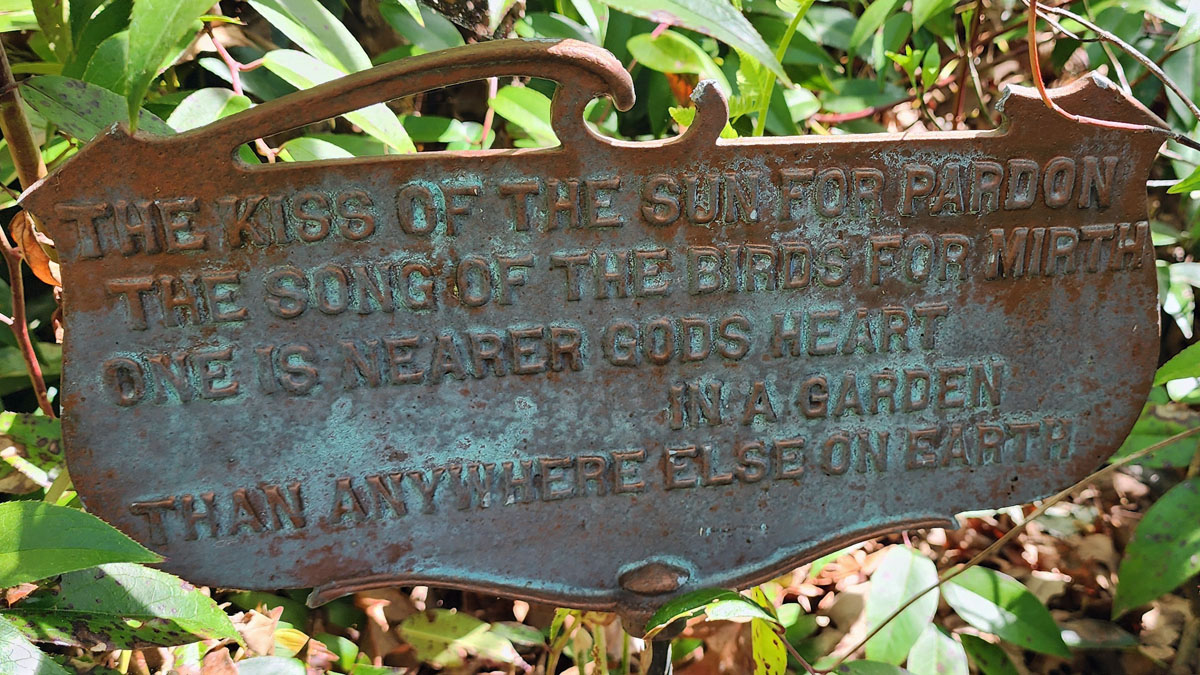 THE KISS OF THE SUN FOR PARDON
THE SONG OF THE BIRDS FOR MIRTH
ONE IS NEARER GODS HEART
IN A GARDEN
THAN ANYWHERE ELSE ON EARTH